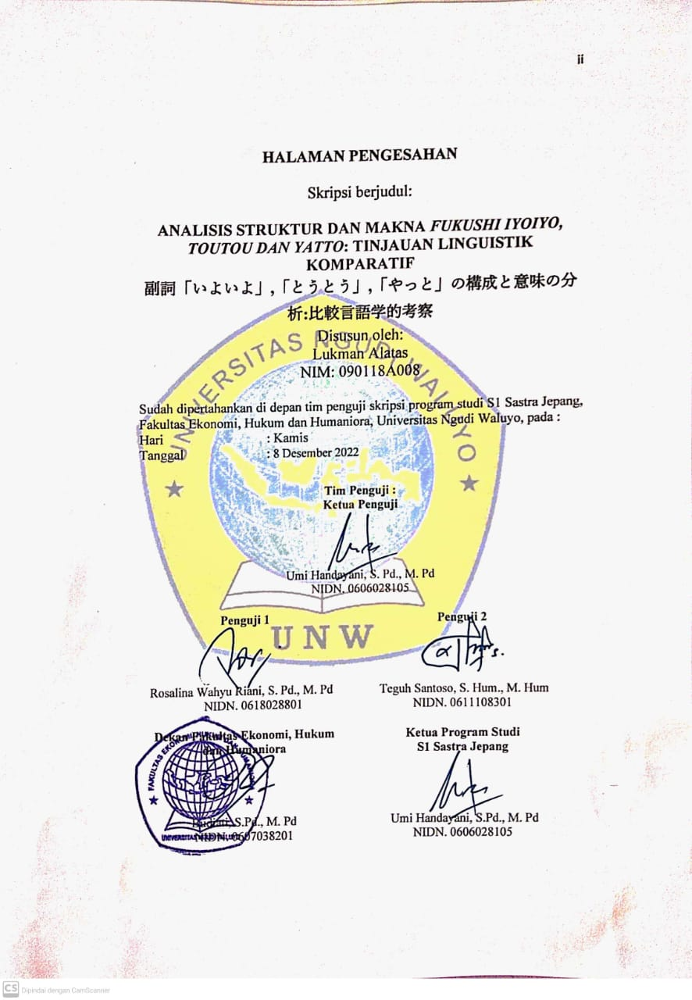 ii
HALAMAN PENGESAHAN
Skripsi berjudul:
ANALISIS STRUKTUR DAN MAKNA FUKUSHI IYOIYO,
TOUTOU DAN YATTO: TINJAUAN LINGUISTIK
KOMPARATIF
副詞「いよいよ」,「とうとう」,「やっと」の構成と意味の分
析:比較言語学的考察
Disusun oleh:
Lukman Alatas
NIM: 090118A008
UNIVERSITAS NGUDI WALUYO
Sudah dipertahankan di depan tim penguji skripsi program studi S1 Sastra Jepang,
Fakultas Ekonomi, Hukum dan Humaniora, Universitas Ngudi Waluyo, pada :
Hari : Kamis
Tanggal : 8 Desember 2022
Tim Penguji :
Ketua Penguji
Umi Handayani, S. Pd., M. Pd
NIDN. 0606028105
Penguji 1 Penguji 2
UNW
Rosalina Wahyu Riani, S. Pd., M. Pd Teguh Santoso, S. Hum., M. Hum
NIDN. 0618028801 NIDN. 0611108301
Dekan Fakultas Ekonomi, Hukum Ketua Program Studi
dan Humaniora S1 Sastra Jepang
FAKULTAS EKONOMI, HUKUM DAN HUMANIORA
S.Pd., M. Pd Umi Handayani, S.Pd., M. Pd
NIDN. 0607038201 NIDN. 0606028105
UNIVERSITAS
CS Dipindai dengan CamScanner